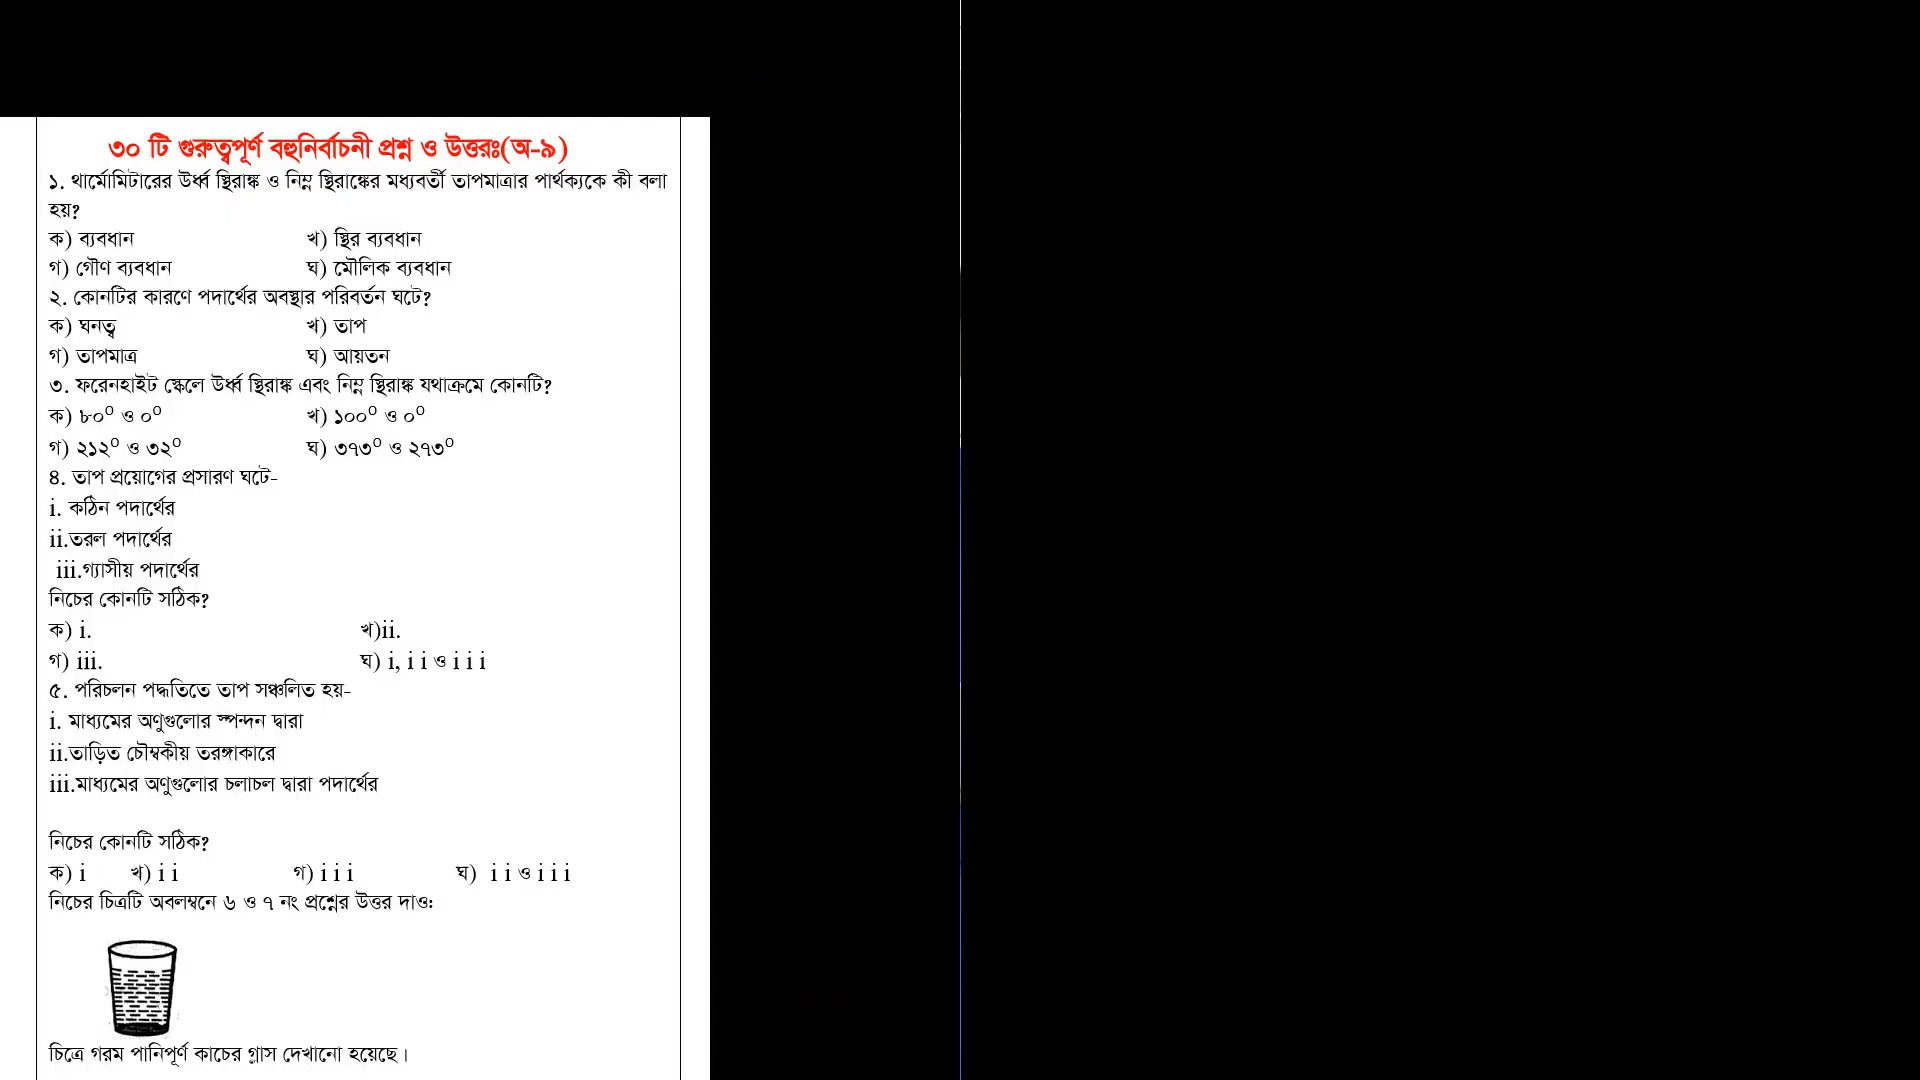 ৩০ টি গুরুত্বপূর্ণ বহুনির্বাচনী প্রশ্ন ও উত্তরঃ(অ-৯)
১. থার্মোমিটারের উর্ধ্ব স্থিরাঙ্ক ও নিম্ন স্থিরাঙ্কের মধ্যবর্তী তাপমাত্রার পার্থক্যকে কী বলা
হয়?
ক) ব্যবধান খ) স্থির ব্যবধান
গ) গৌণ ব্যবধান ঘ) মৌলিক ব্যবধান
২. কোনটির কারণে পদার্থের অবস্থার পরিবর্তন ঘটে?
ক) ঘনত্ব খ) তাপ
গ) তাপমাত্র ঘ) আয়তন
৩. ফরেনহাইট স্কেলে উর্ধ্ব স্থিরাঙ্ক এবং নিম্ন স্থিরাঙ্ক যথাক্রমে কোনটি?
ক) ৮০⁰ ও ০⁰ খ) ১০০⁰ ও ০⁰
গ) ২১২⁰ ও ৩২⁰ ঘ) ৩৭৩⁰ ও ২৭৩⁰
৪. তাপ প্রয়োগের প্রসারণ ঘটে-
i. কঠিন পদার্থের
ii.তরল পদার্থের
iii.গ্যাসীয় পদার্থের
নিচের কোনটি সঠিক?
ক) i. খ)ii.
গ) iii. ঘ) i, i i ও i i i
৫. পরিচলন পদ্ধতিতে তাপ সঞ্চলিত হয়-
i. মাধ্যমের অণুগুলোর স্পন্দন দ্বারা
ii.তাড়িত চৌম্বকীয় তরঙ্গাকারে
iii.মাধ্যমের অণুগুলোর চলাচল দ্বারা পদার্থের
নিচের কোনটি সঠিক?
ক) i খ) i i গ) i i i ঘ) i i ও i i i
নিচের চিত্রটি অবলম্বনে ৬ ও ৭ নং প্রশ্নের উত্তর দাও:
চিত্রে গরম পানিপূর্ণ কাচের গ্লাস দেখানো হয়েছে।